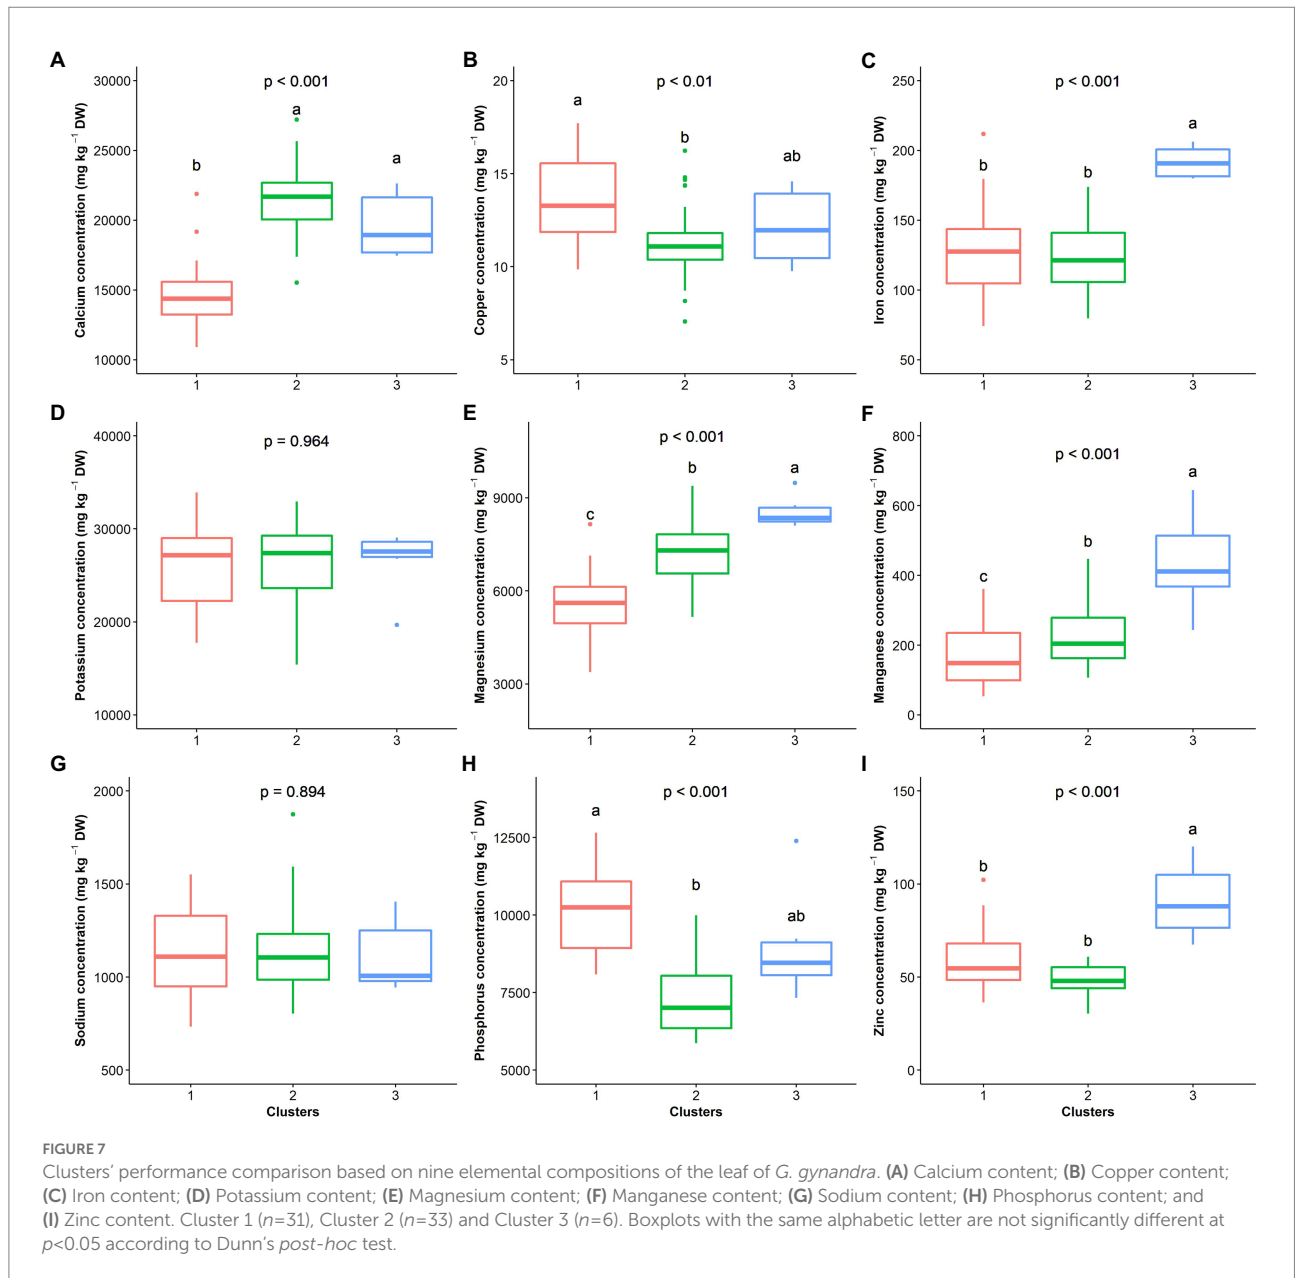 A
p < 0.001
Calcium concentration (mg kg⁻¹ DW)
30000
25000
20000
15000
10000
b
a
a
1 2 3
B
p < 0.01
Copper concentration (mg kg⁻¹ DW)
20
15
10
5
a
b
ab
1 2 3
C
p < 0.001
Iron concentration (mg kg⁻¹ DW)
250
200
150
100
50
b
b
a
1 2 3
D
p = 0.964
Potassium concentration (mg kg⁻¹ DW)
40000
30000
20000
10000
1 2 3
E
p < 0.001
Magnesium concentration (mg kg⁻¹ DW)
9000
6000
3000
c
b
a
1 2 3
F
p < 0.001
Manganese concentration (mg kg⁻¹ DW)
800
600
400
200
0
c
b
a
1 2 3
G
p = 0.894
Sodium concentration (mg kg⁻¹ DW)
2000
1500
1000
500
1 2 3
Clusters
H
p < 0.001
Phosphorus concentration (mg kg⁻¹ DW)
12500
10000
7500
5000
a
b
ab
1 2 3
Clusters
I
p < 0.001
Zinc concentration (mg kg⁻¹ DW)
150
100
50
0
b
b
a
1 2 3
Clusters
FIGURE 7
Clusters’ performance comparison based on nine elemental compositions of the leaf of G. gynandra. (A) Calcium content; (B) Copper content;
(C) Iron content; (D) Potassium content; (E) Magnesium content; (F) Manganese content; (G) Sodium content; (H) Phosphorus content; and
(I) Zinc content. Cluster 1 (n=31), Cluster 2 (n=33) and Cluster 3 (n=6). Boxplots with the same alphabetic letter are not significantly different at
p<0.05 according to Dunn’s post-hoc test.